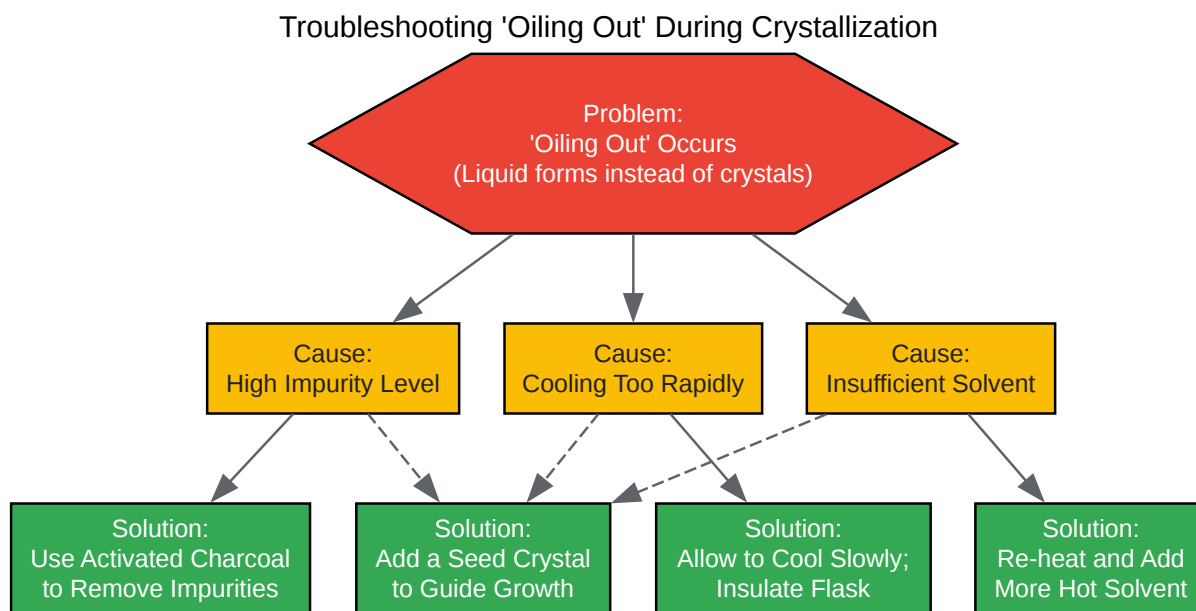 Troubleshooting 'Oiling Out' During Crystallization
Problem:
'Oiling Out' Occurs
(Liquid forms instead of crystals)
Cause:
High Impurity Level
Cause:
Cooling Too Rapidly
Cause:
Insufficient Solvent
Solution:
Use Activated Charcoal
to Remove Impurities
Solution:
Add a Seed Crystal
to Guide Growth
Solution:
Allow to Cool Slowly;
Insulate Flask
Solution:
Re-heat and Add
More Hot Solvent